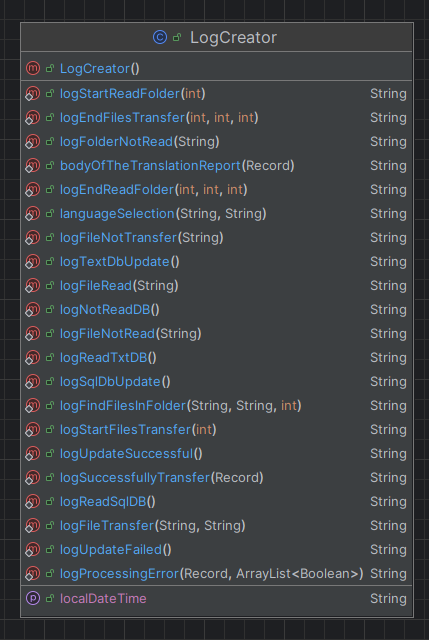 LogCreator
LogCreator()
logStartReadFolder(int) String
logEndFilesTransfer(int, int, int) String
logFolderNotRead(String) String
bodyOfTheTranslationReport(Record) String
logEndReadFolder(int, int, int) String
languageSelection(String, String) String
logFileNotTransfer(String) String
logTextDbUpdate() String
logFileRead(String) String
logNotReadDB() String
logFileNotRead(String) String
logReadTxtDB() String
logSqlDbUpdate() String
logFindFilesInFolder(String, String, int) String
logStartFilesTransfer(int) String
logUpdateSuccessful() String
logSuccessfullyTransfer(Record) String
logReadSqlDB() String
logFileTransfer(String, String) String
logUpdateFailed() String
logProcessingError(Record, ArrayList<Boolean>) String
localDateTime String